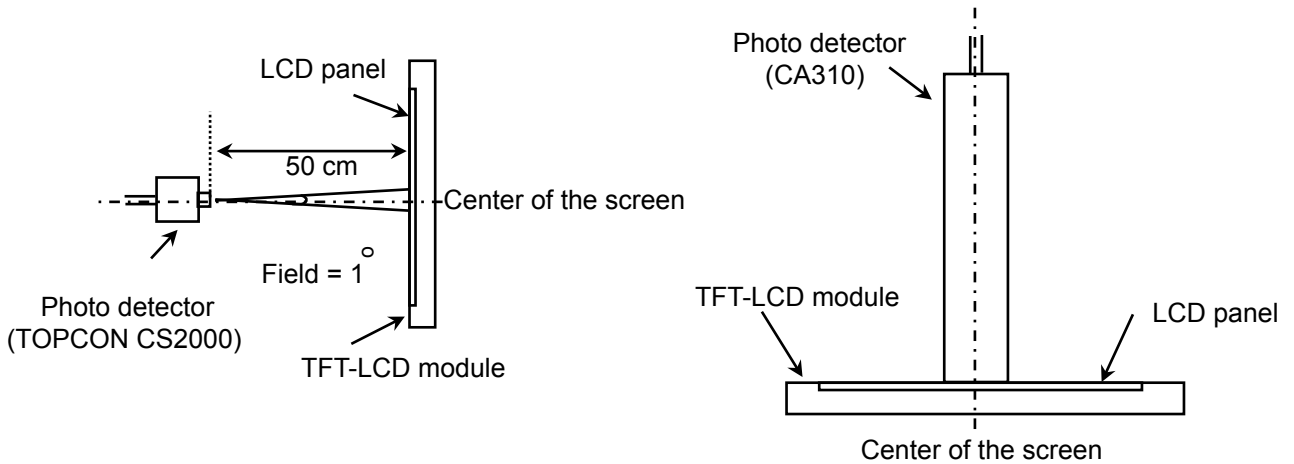 LCD panel
50 cm
Center of the screen
Field = 1°
Photo detector
(TOPCON CS2000)
TFT-LCD module
Photo detector
(CA310)
TFT-LCD module
LCD panel
Center of the screen